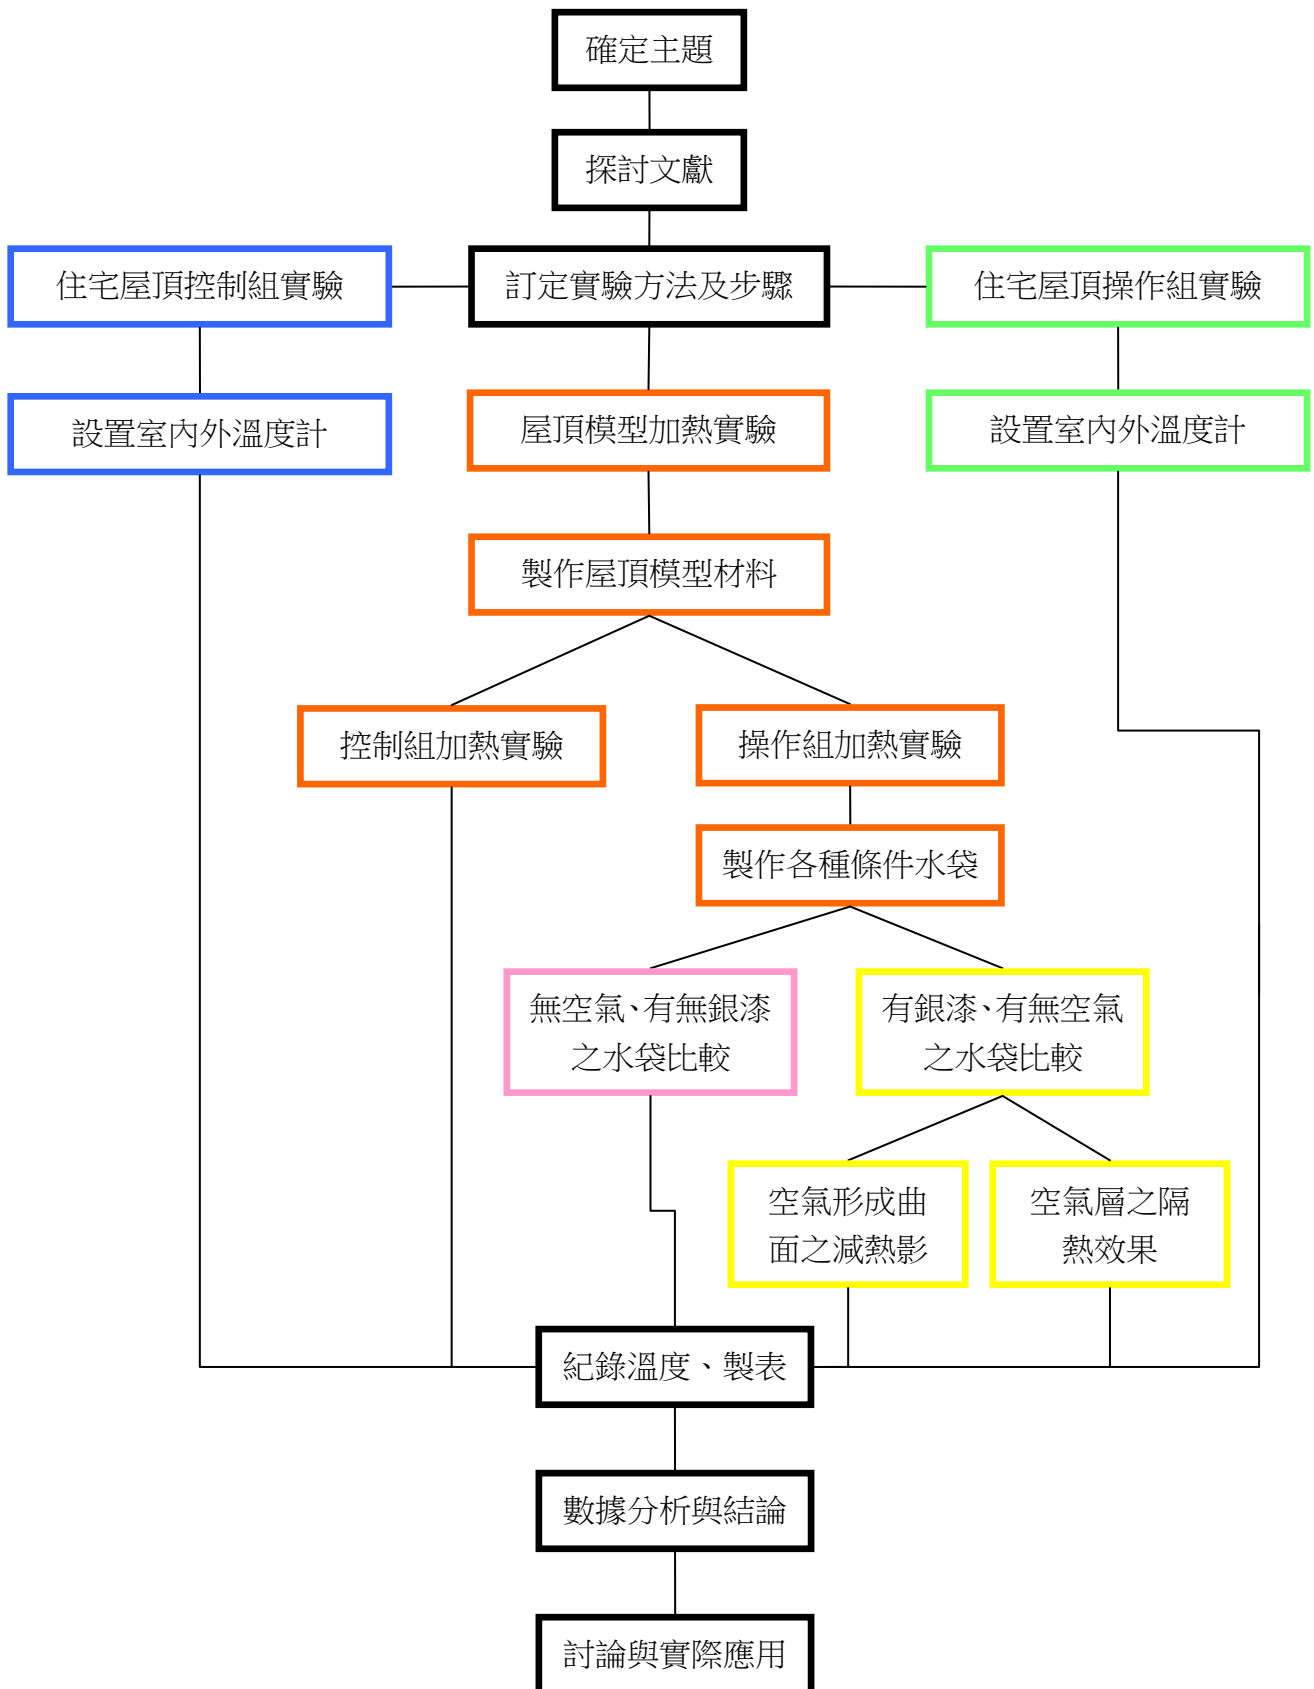 確定主題
探討文獻
住宅屋頂控制組實驗
訂定實驗方法及步驟
住宅屋頂操作組實驗
設置室內外溫度計
屋頂模型加熱實驗
設置室內外溫度計
製作屋頂模型材料
控制組加熱實驗
操作組加熱實驗
製作各種條件水袋
無空氣、有無銀漆
之水袋比較
有銀漆、有無空氣
之水袋比較
空氣形成曲
面之減熱影
空氣層之隔
熱效果
紀錄溫度、製表
數據分析與結論
討論與實際應用